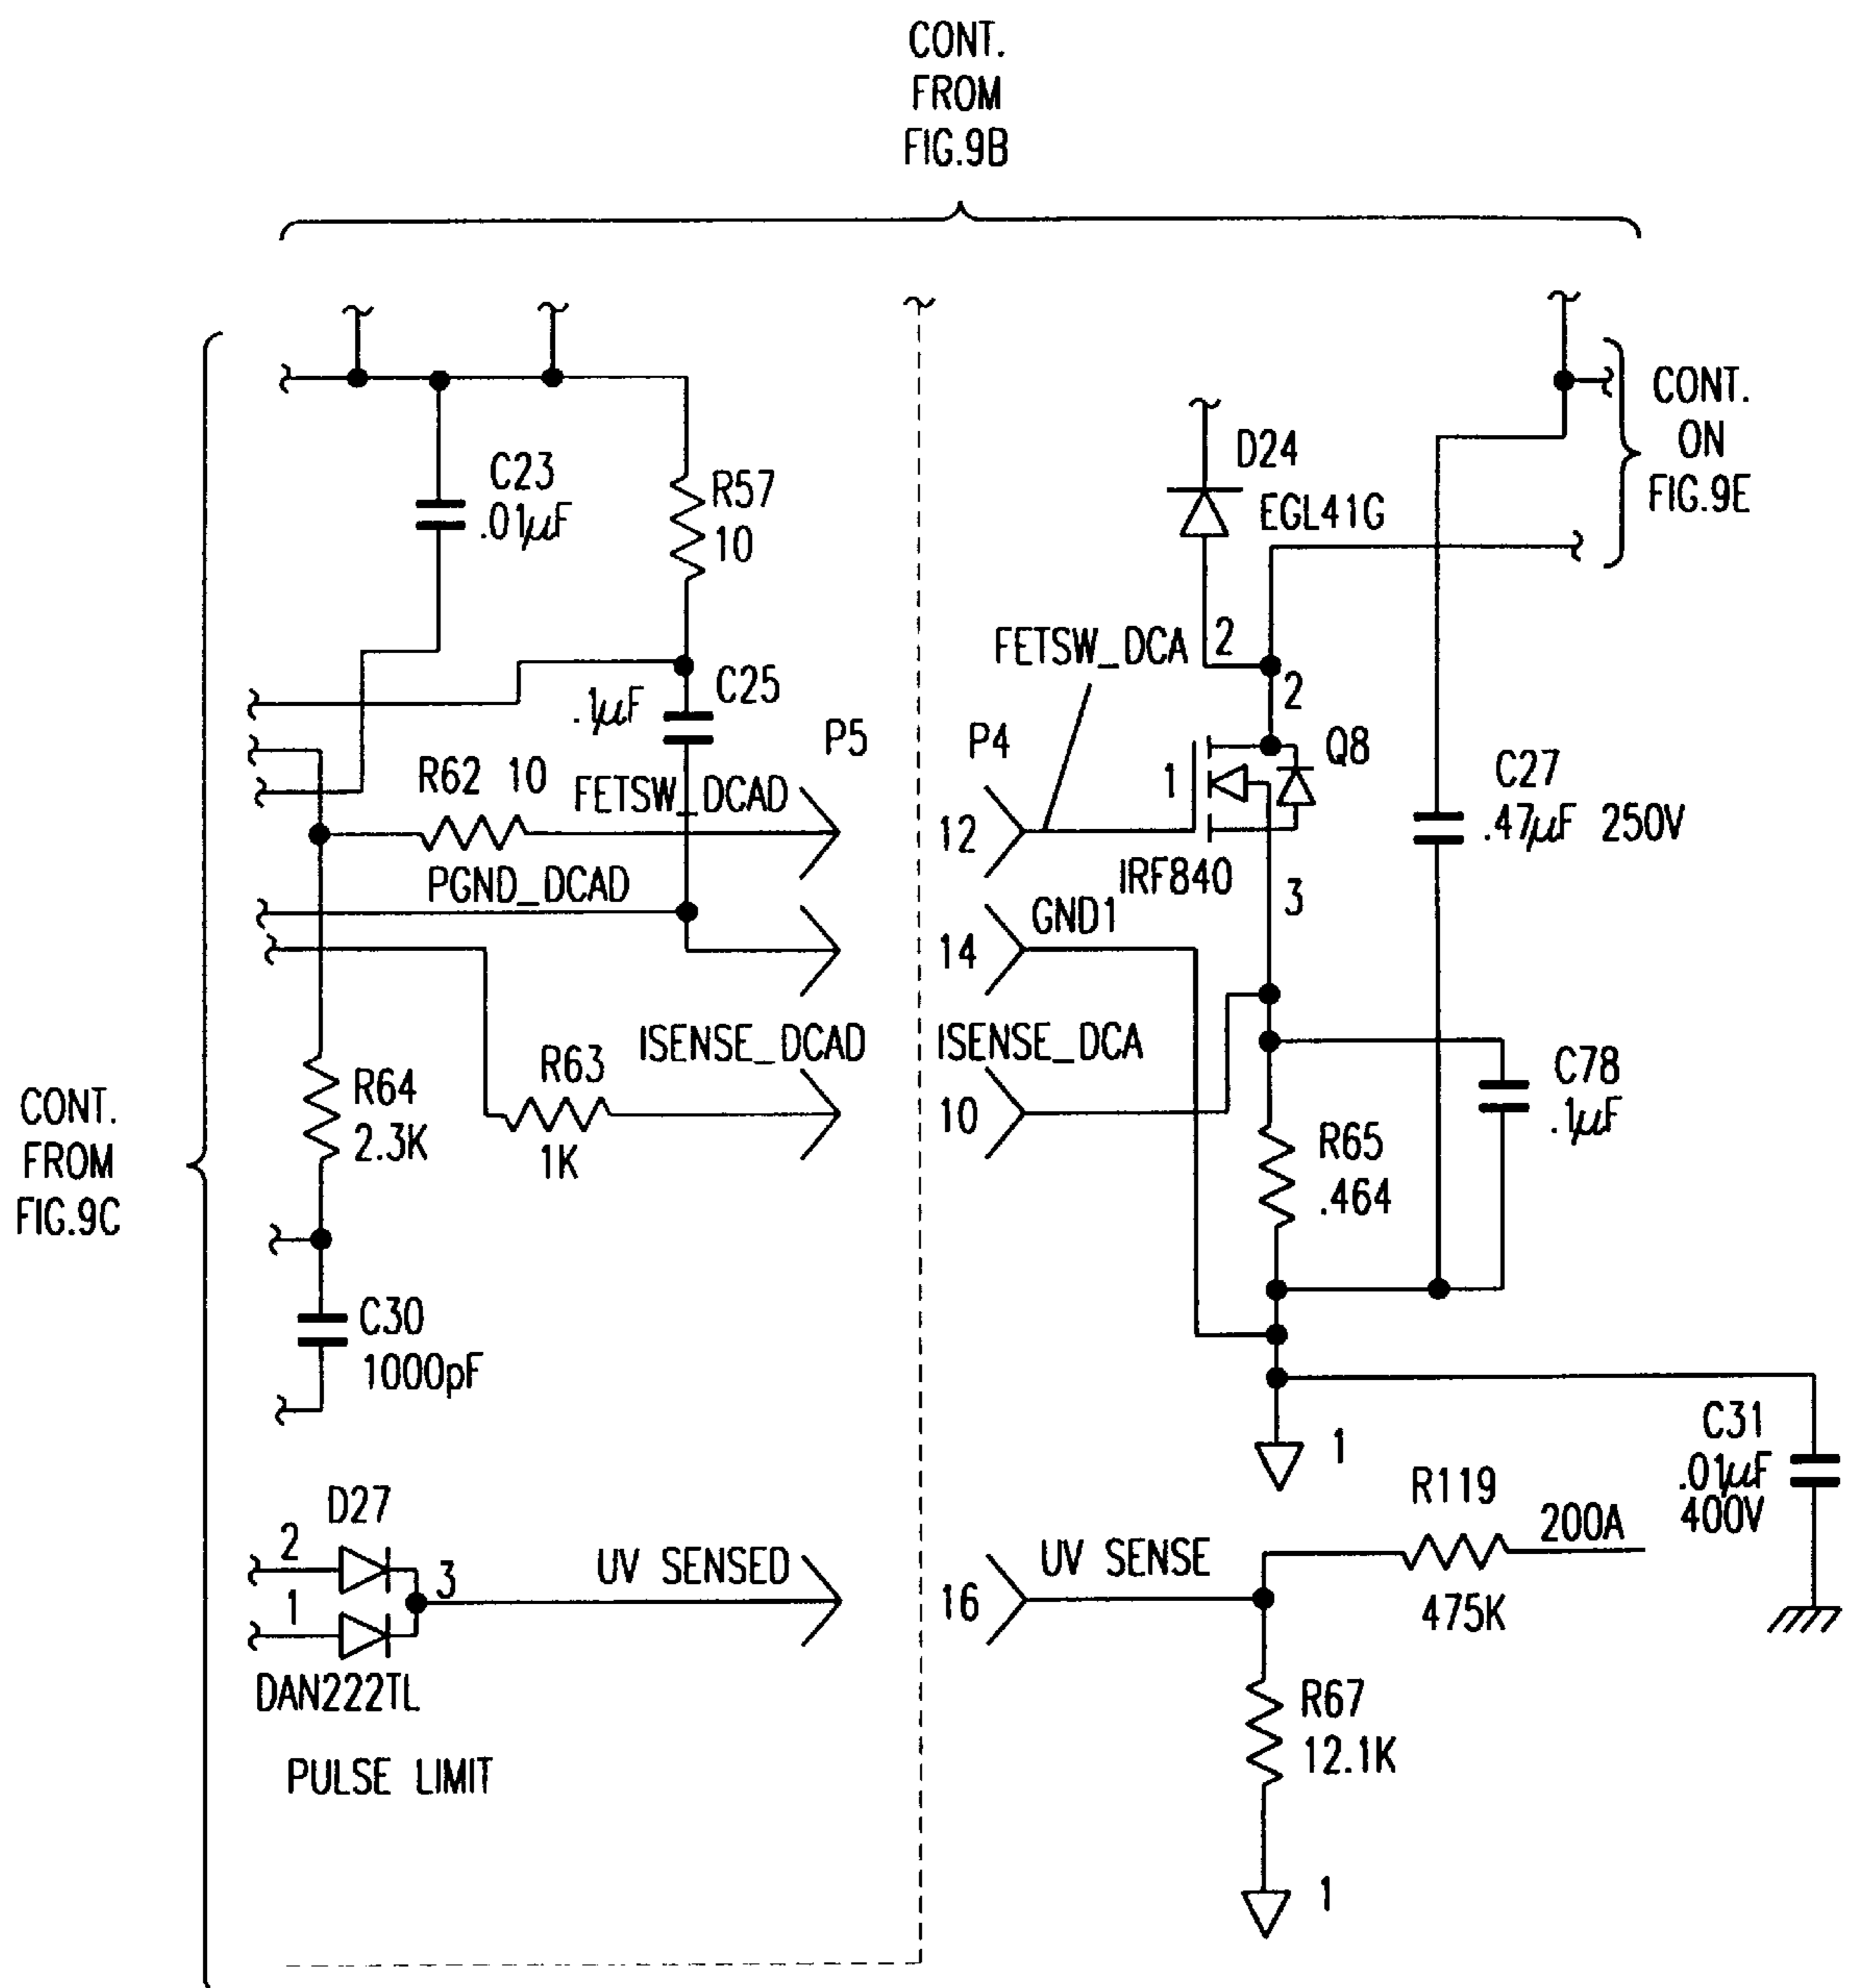 CONT.
FROM
FIG.9B
CONT.
ON
FIG.9E
D24
EGL41G
C23
.01µF
R57
10
FETSW_DCA
2
2
C25
.1µF
P5
P4
Q8
1
R62 10
FETSW_DCAD
12
IRF840
3
C27
.47µF 250V
PGND_DCAD
14
GND1
ISENSE_DCAD
ISENSE_DCA
R63
1K
10
C78
.1µF
R64
2.3K
R65
.464
CONT.
FROM
FIG.9C
C30
1000pF
1
C31
.01µF
400V
R119
200A
475K
D27
2
1
3
UV SENSED
16
UV SENSE
DAN222TL
R67
12.1K
PULSE LIMIT
1